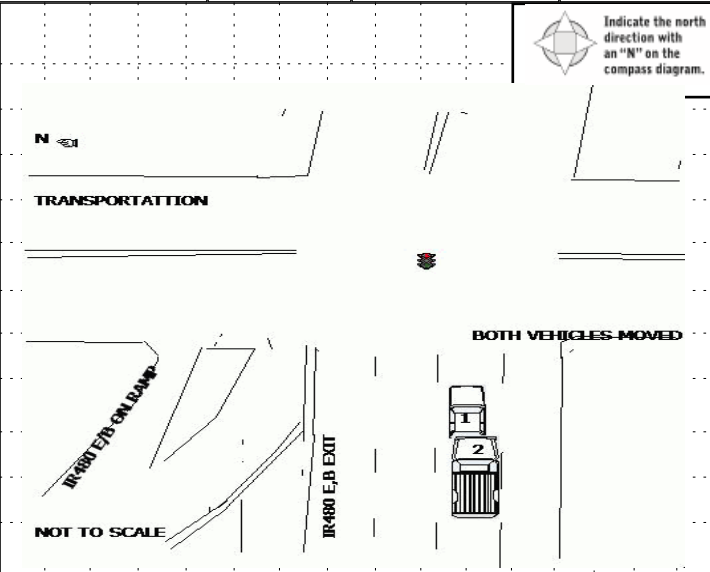 Indicate the north
direction with
an “N” on the
compass diagram.
N
TRANSPORTATTION
BOTH VEHICLES MOVED
IR480 E/B ON RAMP
1
2
IR480 E,B EXIT
NOT TO SCALE